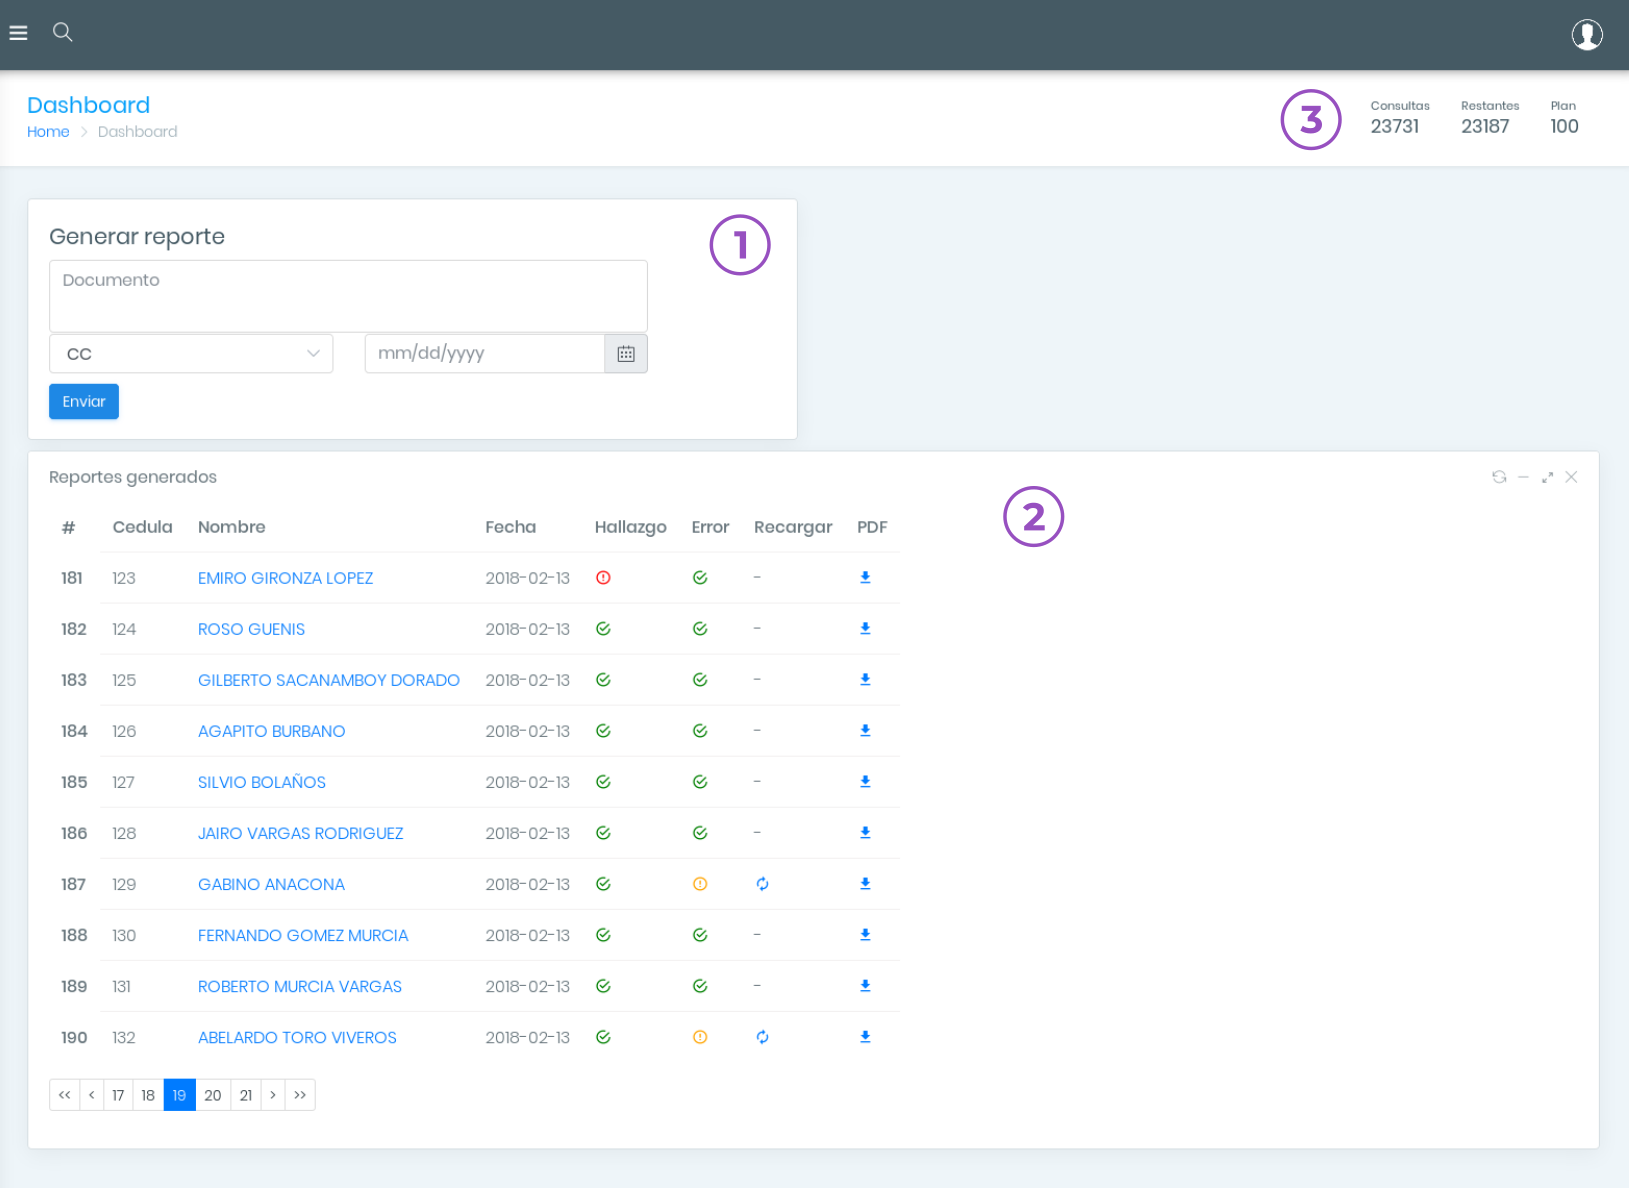 Dashboard
Home > Dashboard
3
Consultas Restantes Plan
23731 23187 100
Generar reporte
1
Documento
CC
mm/dd/yyyy
Enviar
Reportes generados
2
# Cedula Nombre Fecha Hallazgo Error Recargar PDF
181 123 EMIRO GIRONZA LOPEZ 2018-02-13 -
182 124 ROSO GUENIS 2018-02-13 -
183 125 GILBERTO SACANAMBOY DORADO 2018-02-13 -
184 126 AGAPITO BURBANO 2018-02-13 -
185 127 SILVIO BOLAÑOS 2018-02-13 -
186 128 JAIRO VARGAS RODRIGUEZ 2018-02-13 -
187 129 GABINO ANACONA 2018-02-13
188 130 FERNANDO GOMEZ MURCIA 2018-02-13 -
189 131 ROBERTO MURCIA VARGAS 2018-02-13 -
190 132 ABELARDO TORO VIVEROS 2018-02-13
<< < 17 18 19 20 21 > >>